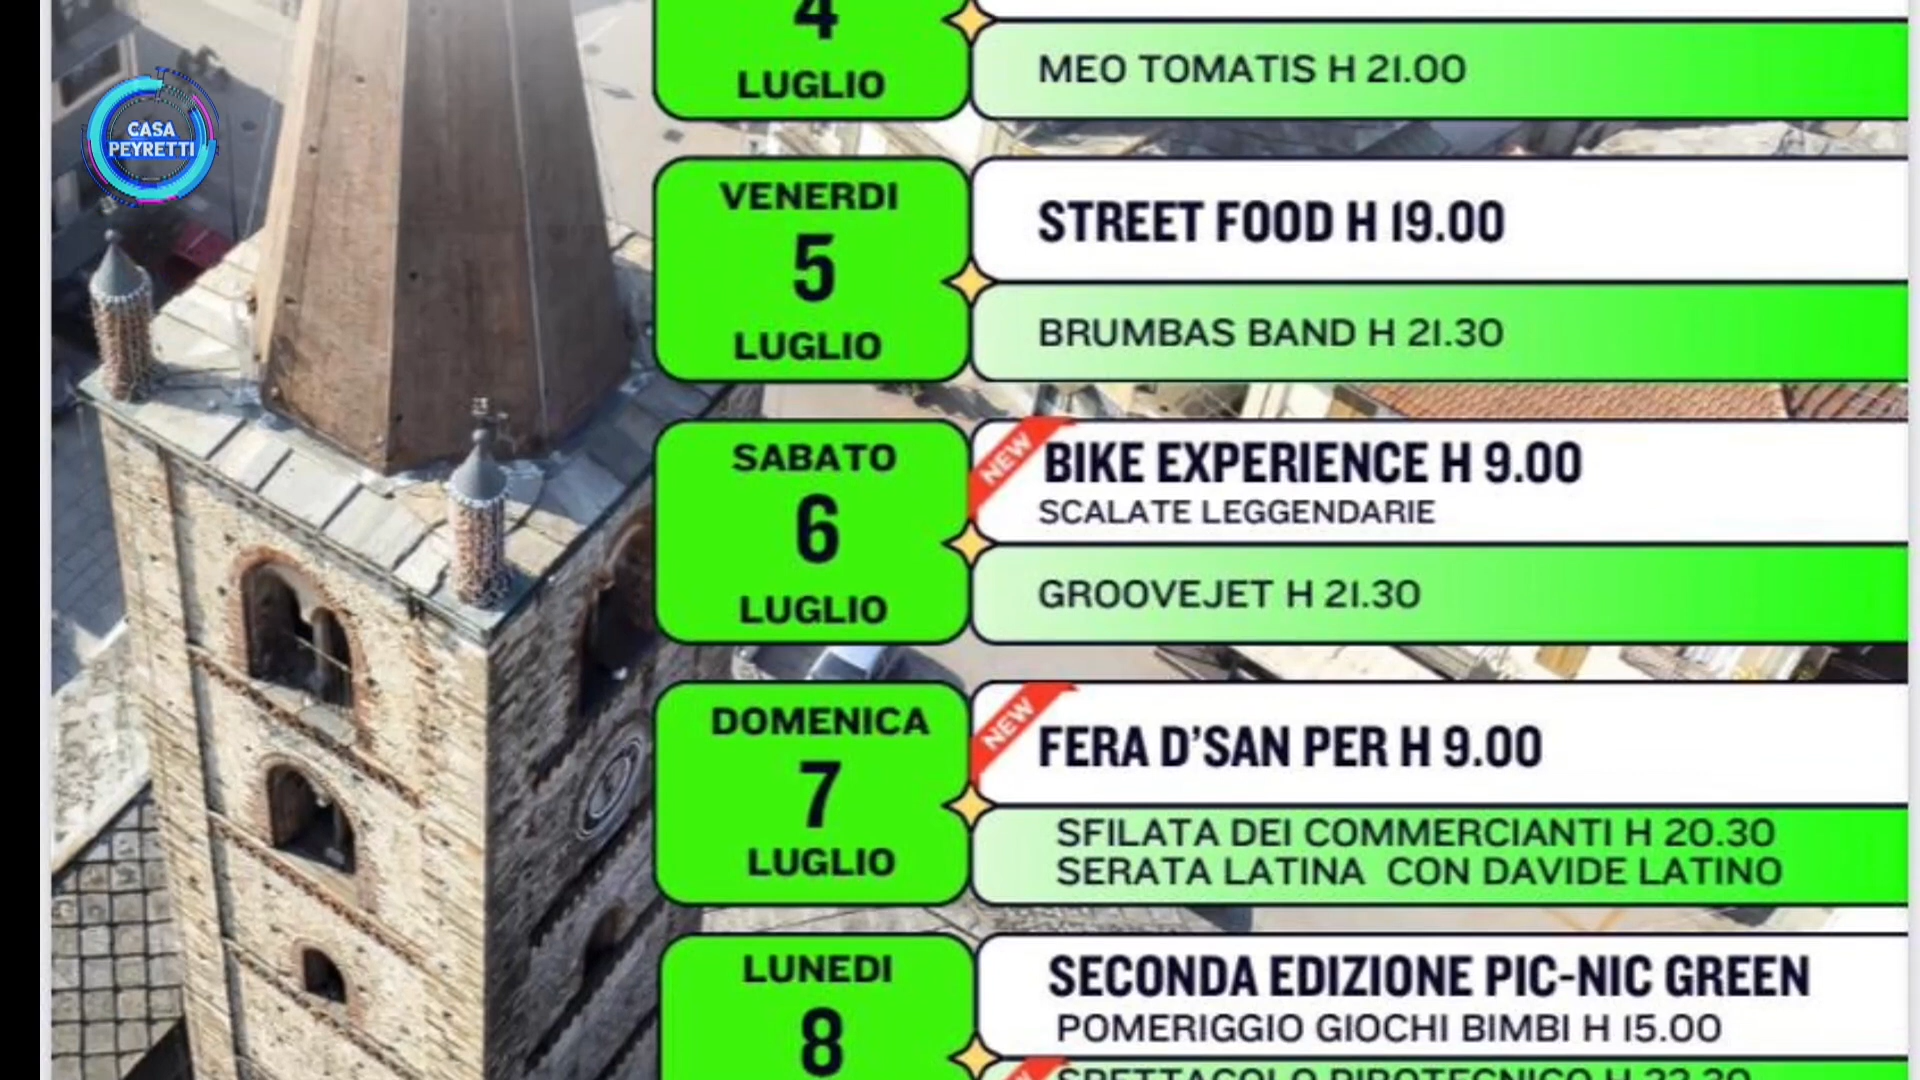 CASA
PEYRETTI
4
LUGLIO
MEO TOMATIS H 21.00
VENERDI
5
LUGLIO
STREET FOOD H 19.00
BRUMBAS BAND H 21.30
SABATO
6
LUGLIO
NEW
BIKE EXPERIENCE H 9.00
SCALATE LEGGENDARIE
GROOVEJET H 21.30
DOMENICA
7
LUGLIO
NEW
FERA D'SAN PER H 9.00
SFILATA DEI COMMERCIANTI H 20.30
SERATA LATINA CON DAVIDE LATINO
LUNEDI
8
SECONDA EDIZIONE PIC-NIC GREEN
POMERIGGIO GIOCHI BIMBI H 15.00
SPETTACOLO PIROTECNICO H